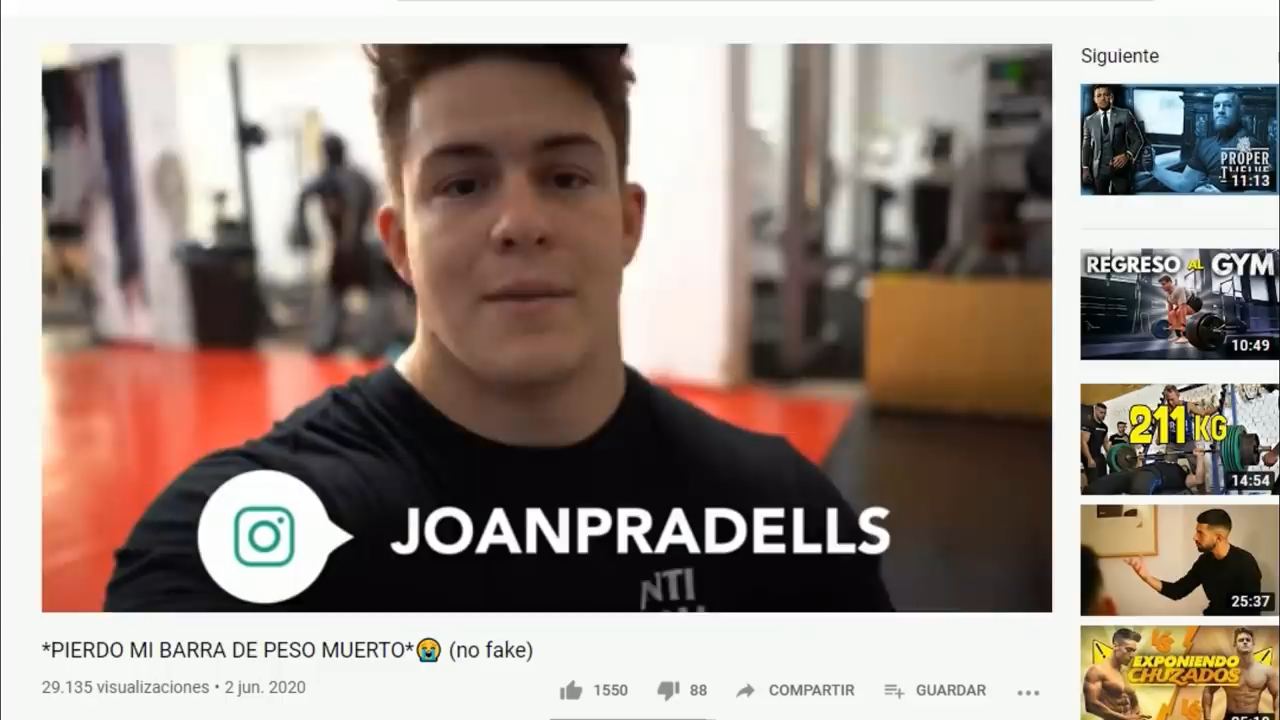 Siguiente
PROPER
11:13
REGRESO AL GYM
10:49
211 KG
14:54
25:37
EXPONIENDO
CHUZADOS
JOANPRADELLS
NTI
*PIERDO MI BARRA DE PESO MUERTO*😭 (no fake)
29.135 visualizaciones • 2 jun. 2020
1550
88
COMPARTIR
GUARDAR